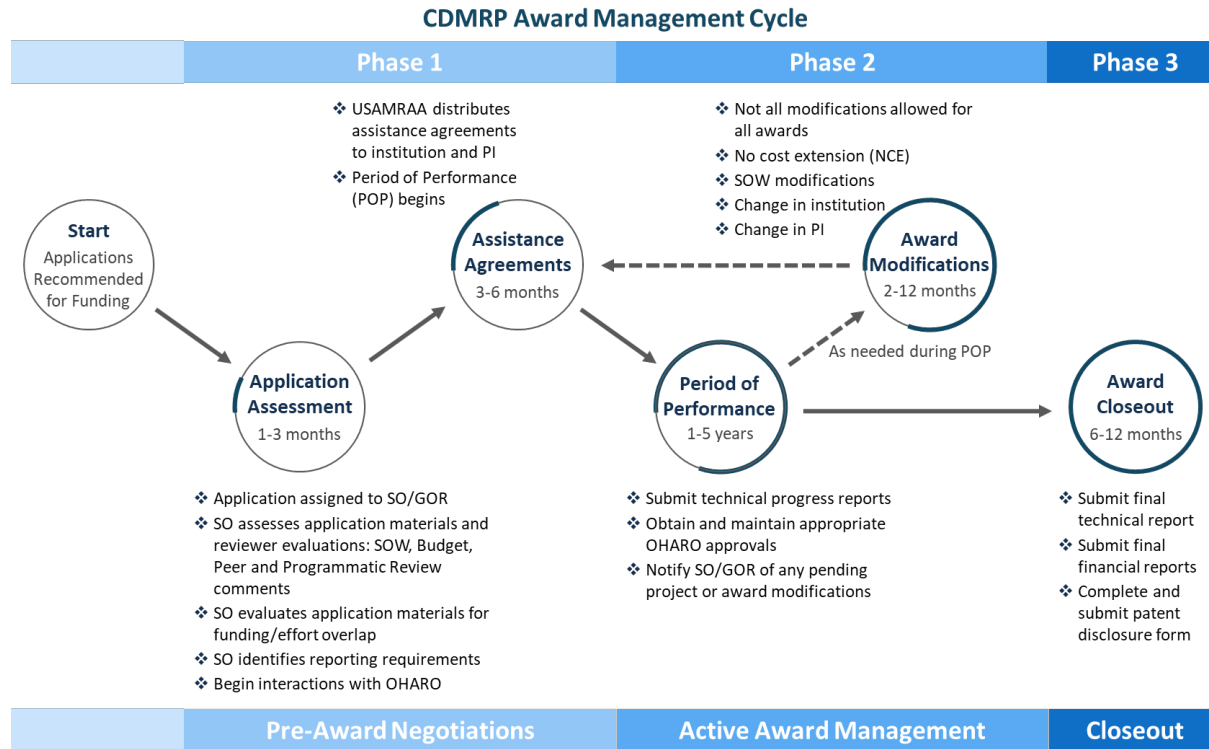 CDMRP Award Management Cycle
Phase 1
Phase 2
Phase 3
❖ USAMRAA distributes
assistance agreements
to institution and PI
❖ Period of Performance
(POP) begins
❖ Not all modifications allowed for
all awards
❖ No cost extension (NCE)
❖ SOW modifications
❖ Change in institution
❖ Change in PI
Start
Applications
Recommended
for Funding
Assistance
Agreements
3-6 months
Award
Modifications
2-12 months
As needed during POP
Application
Assessment
1-3 months
Period of
Performance
1-5 years
Award
Closeout
6-12 months
❖ Application assigned to SO/GOR
❖ SO assesses application materials and
reviewer evaluations: SOW, Budget,
Peer and Programmatic Review
comments
❖ SO evaluates application materials for
funding/effort overlap
❖ SO identifies reporting requirements
❖ Begin interactions with OHARO
❖ Submit technical progress reports
❖ Obtain and maintain appropriate
OHARO approvals
❖ Notify SO/GOR of any pending
project or award modifications
❖ Submit final
technical report
❖ Submit final
financial reports
❖ Complete and
submit patent
disclosure form
Pre-Award Negotiations
Active Award Management
Closeout